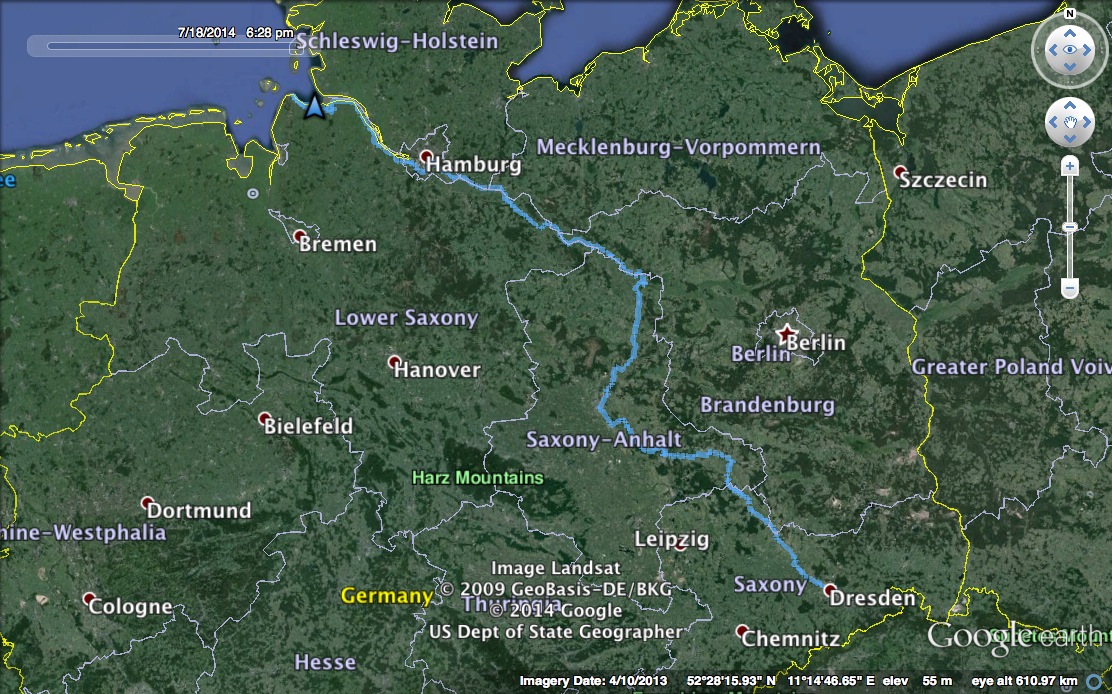 7/18/2014 6:28 pm
N
Schleswig-Holstein
Hamburg
Mecklenburg-Vorpommern
Szczecin
ee
Bremen
Lower Saxony
Berlin
Berlin
Hanover
Greater Poland Voiv
Brandenburg
Bielefeld
Saxony-Anhalt
Harz Mountains
Dortmund
hine-Westphalia
Leipzig
Image Landsat
Saxony
Germany
© 2009 GeoBasis-DE/BKG
Dresden
Cologne
Thuringia
© 2014 Google
US Dept of State Geographer
Chemnitz
Google earth
Hesse
Imagery Date: 4/10/2013 52°28'15.93" N 11°14'46.65" E elev 55 m eye alt 610.97 km